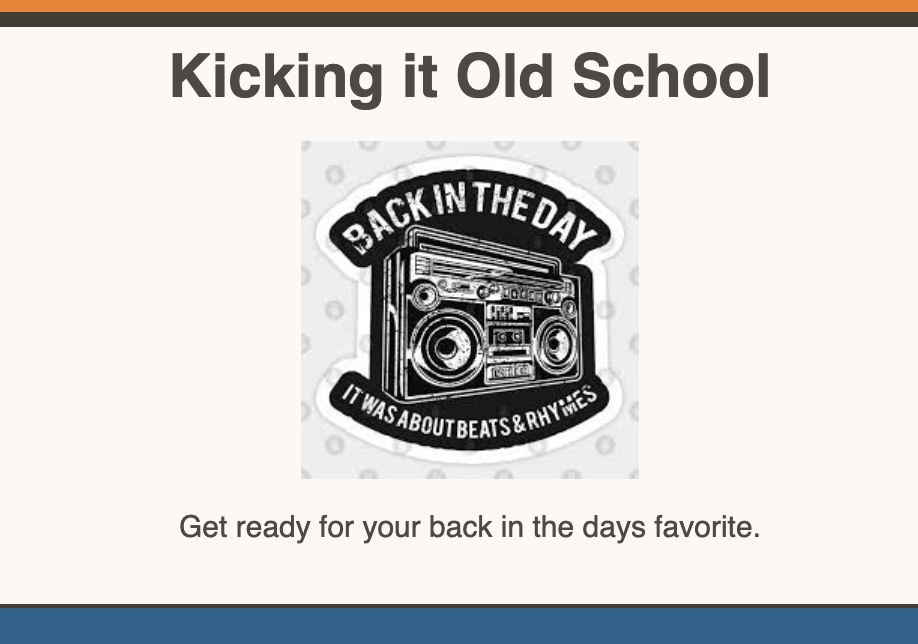 Kicking it Old School
BACK IN THE DAY
IT WAS ABOUT BEATS & RHYMES
Get ready for your back in the days favorite.